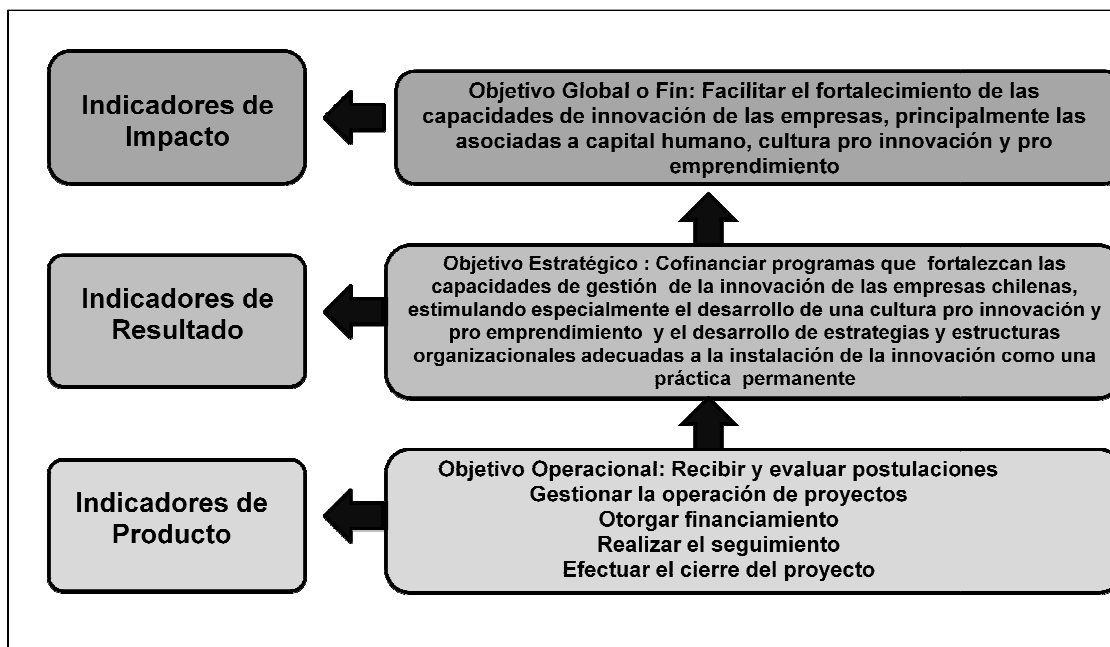 Indicadores de
Impacto
Objetivo Global o Fin: Facilitar el fortalecimiento de las
capacidades de innovación de las empresas, principalmente las
asociadas a capital humano, cultura pro innovación y pro
emprendimiento
Indicadores de
Resultado
Objetivo Estratégico : Cofinanciar programas que fortalezcan las
capacidades de gestión de la innovación de las empresas chilenas,
estimulando especialmente el desarrollo de una cultura pro innovación y
pro emprendimiento y el desarrollo de estrategias y estructuras
organizacionales adecuadas a la instalación de la innovación como una
práctica permanente
Indicadores de
Producto
Objetivo Operacional: Recibir y evaluar postulaciones
Gestionar la operación de proyectos
Otorgar financiamiento
Realizar el seguimiento
Efectuar el cierre del proyecto